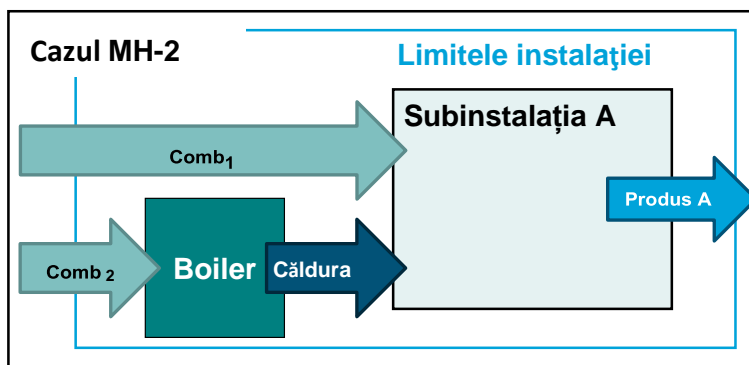 Cazul MH-2
Limitele instalaţiei
Subinstalația A
Comb₁
Produs A
Comb ₂
Boiler
Căldura